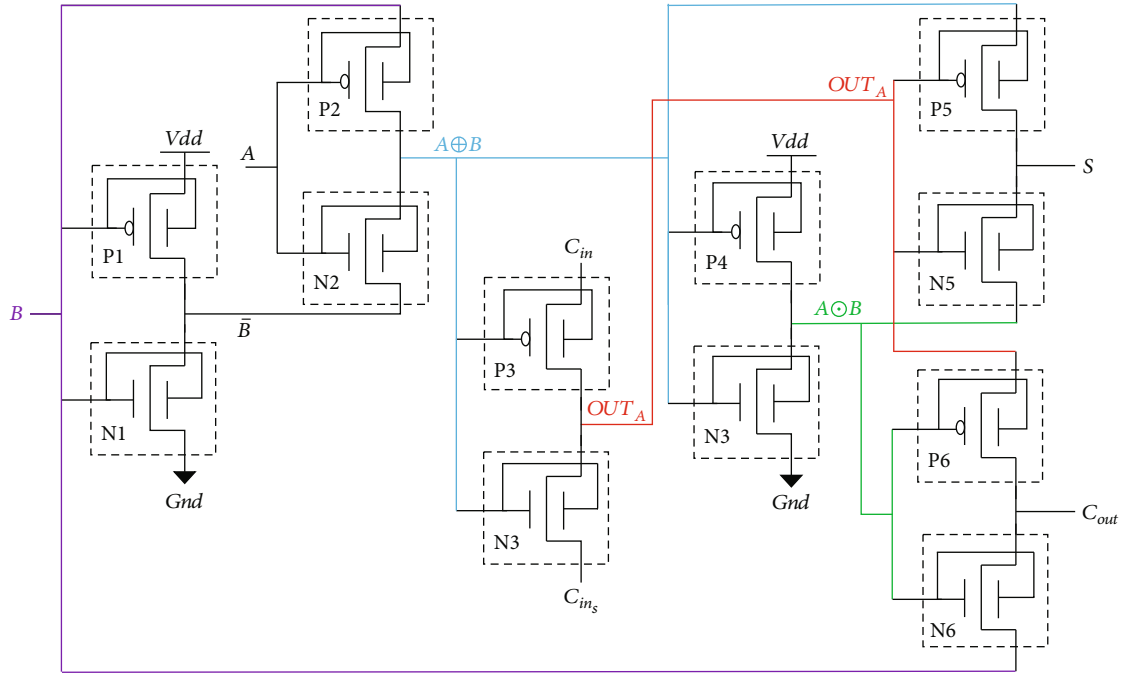 P2
OUT_A
P5
Vdd
A
A⊕B
Vdd
S
P1
N2
C_in
P4
N5
B
B̄
A⊙B
P3
N1
OUT_A
N3
P6
Gnd
N3
Gnd
C_out
C_in_s
N6